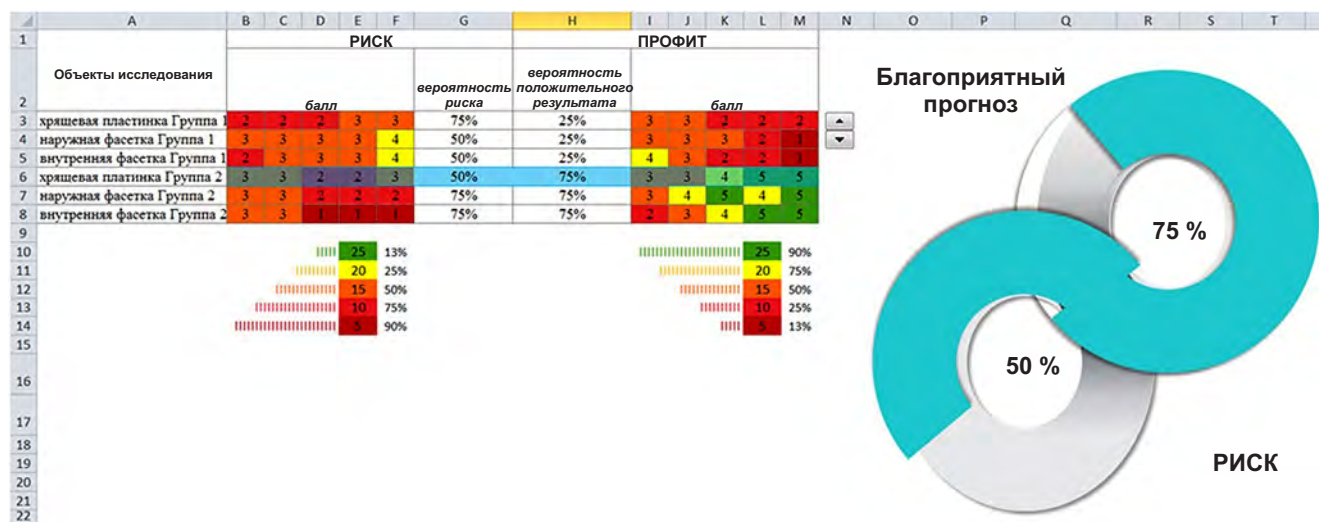 A B C D E F G H I J K L M N O P Q R S T
1 РИСК ПРОФИТ
Объекты исследования
вероятность
вероятность положительного
2 балл риска результата балл
3 хрящевая пластинка Группа 1 2 2 2 3 3 75% 25% 3 3 2 2 2
4 наружная фасетка Группа 1 3 3 3 3 4 50% 25% 3 3 3 2 1
5 внутренняя фасетка Группа 1 2 3 3 3 4 50% 25% 4 3 2 2 1
6 хрящевая платинка Группа 2 3 3 2 2 3 50% 75% 3 3 4 5 5
7 наружная фасетка Группа 2 3 3 2 2 2 75% 75% 3 4 5 4 5
8 внутренняя фасетка Группа 2 3 3 1 1 1 75% 75% 2 3 4 5 5
9
10 25 13% 25 90%
11 20 25% 20 75%
12 15 50% 15 50%
13 10 75% 10 25%
14 5 90% 5 13%
15
16
17
18
19
20
21
22
Благоприятный
прогноз
75 %
50 %
РИСК